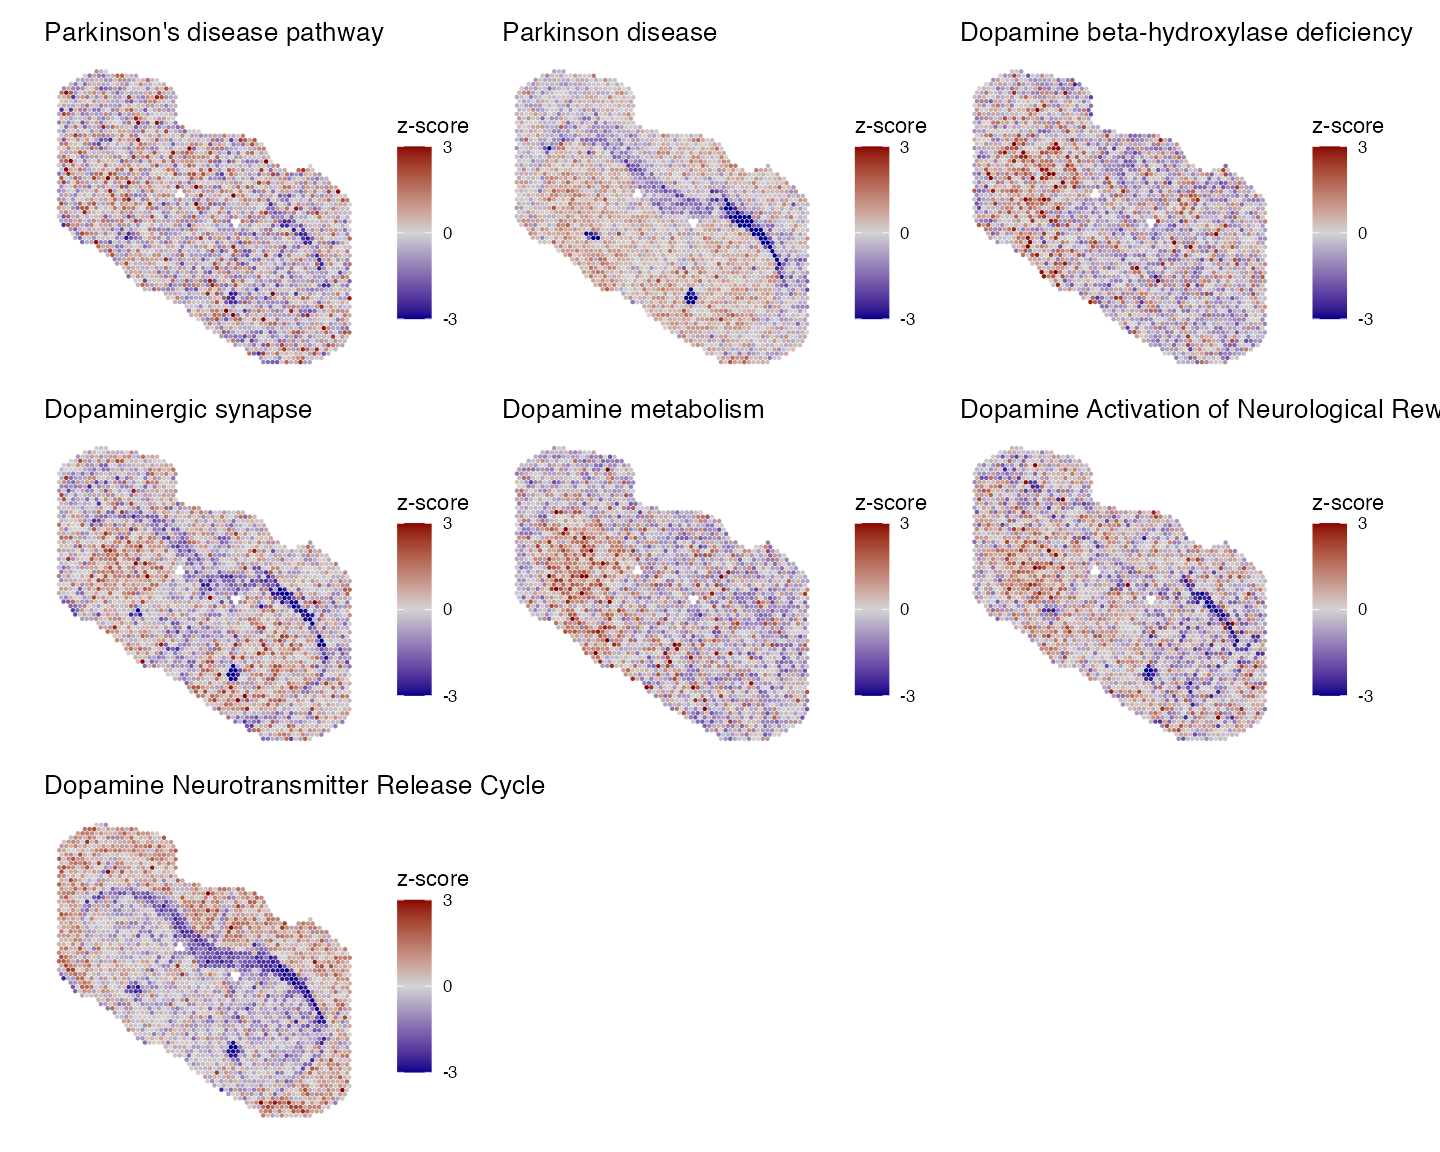 Parkinson's disease pathway
Parkinson disease
Dopamine beta-hydroxylase deficiency
z-score
3
0
-3
z-score
3
0
-3
z-score
3
0
-3
Dopaminergic synapse
Dopamine metabolism
Dopamine Activation of Neurological Rew
z-score
3
0
-3
z-score
3
0
-3
z-score
3
0
-3
Dopamine Neurotransmitter Release Cycle
z-score
3
0
-3